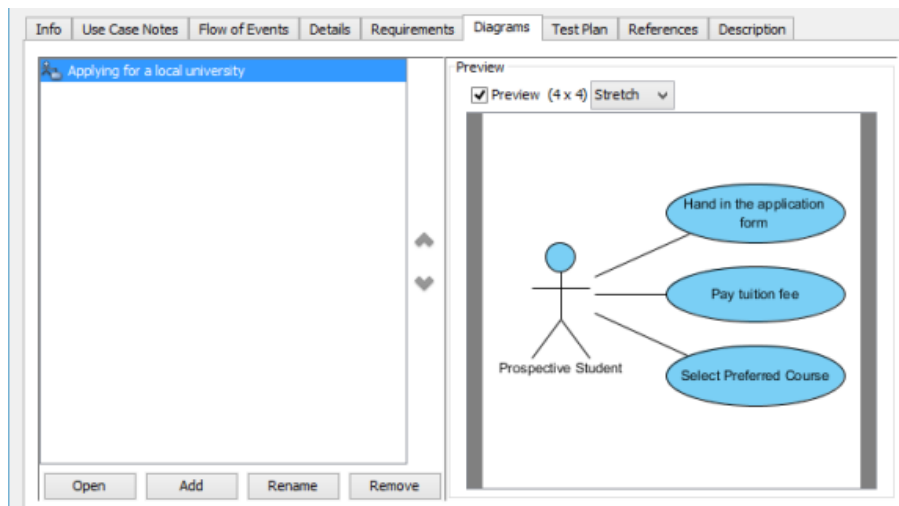 Info Use Case Notes Flow of Events Details Requirements Diagrams Test Plan References Description
Applying for a local university
Preview
Preview (4 x 4) Stretch
Hand in the application
form
Pay tuition fee
Prospective Student
Select Preferred Course
Open Add Rename Remove